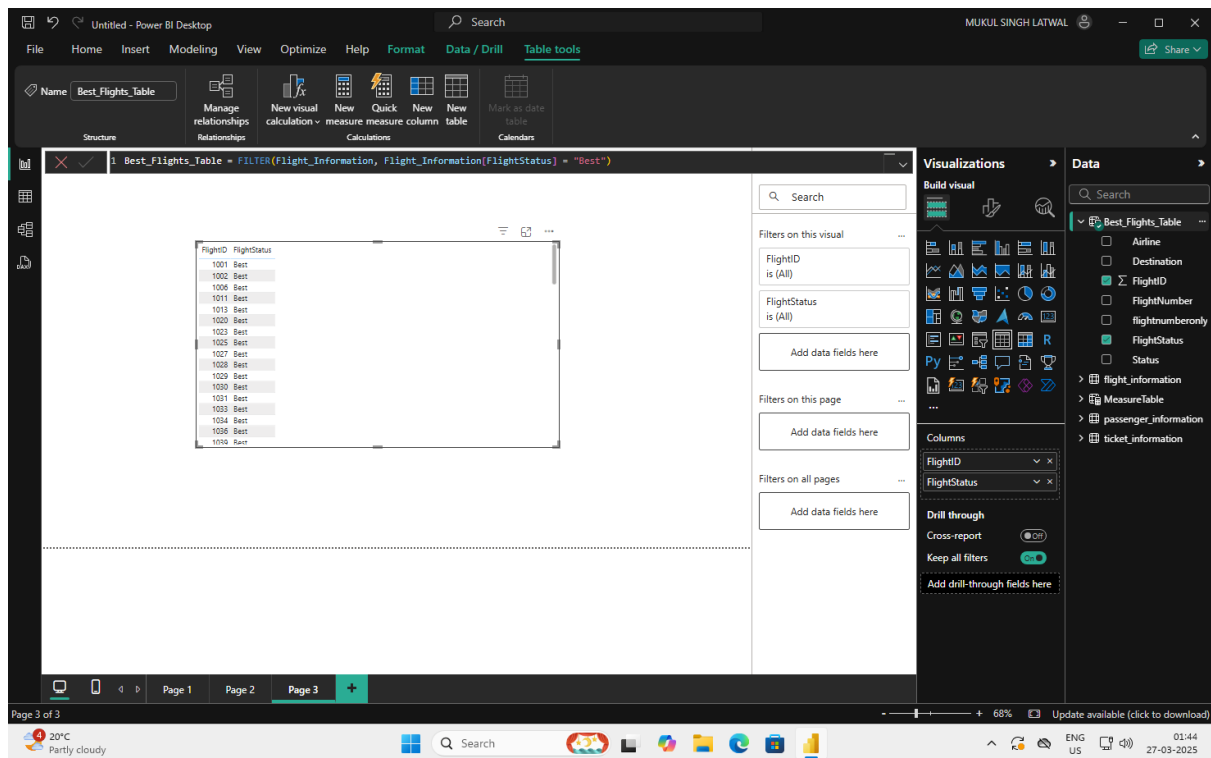 Untitled - Power BI Desktop
Search
MUKUL SINGH LATWAL
File Home Insert Modeling View Optimize Help Format Data / Drill Table tools
Share
Name Best_Flights_Table
Manage relationships
New visual calculation
New measure
Quick measure
New column
New table
Mark as date table
Structure
Relationships
Calculations
Calendars
1 Best_Flights_Table = FILTER(Flight_Information, Flight_Information[FlightStatus] = "Best")
FlightID FlightStatus
1001 Best
1002 Best
1006 Best
1011 Best
1013 Best
1020 Best
1023 Best
1025 Best
1027 Best
1028 Best
1029 Best
1030 Best
1031 Best
1033 Best
1034 Best
1036 Best
1039 Best
Search
Filters on this visual ...
FlightID
is (All)
FlightStatus
is (All)
Add data fields here
Filters on this page ...
Add data fields here
Filters on all pages ...
Add data fields here
Visualizations
Build visual
123
R
Py
...
Columns
FlightID
FlightStatus
Drill through
Cross-report Off
Keep all filters On
Add drill-through fields here
Data
Search
Best_Flights_Table ...
Airline
Destination
∑ FlightID
FlightNumber
flightnumberonly
FlightStatus
Status
flight_information
MeasureTable
passenger_information
ticket_information
Page 1 Page 2 Page 3 +
Page 3 of 3
- + 68% Update available (click to download)
4
20°C
Partly cloudy
Search
ENG
US
01:44
27-03-2025